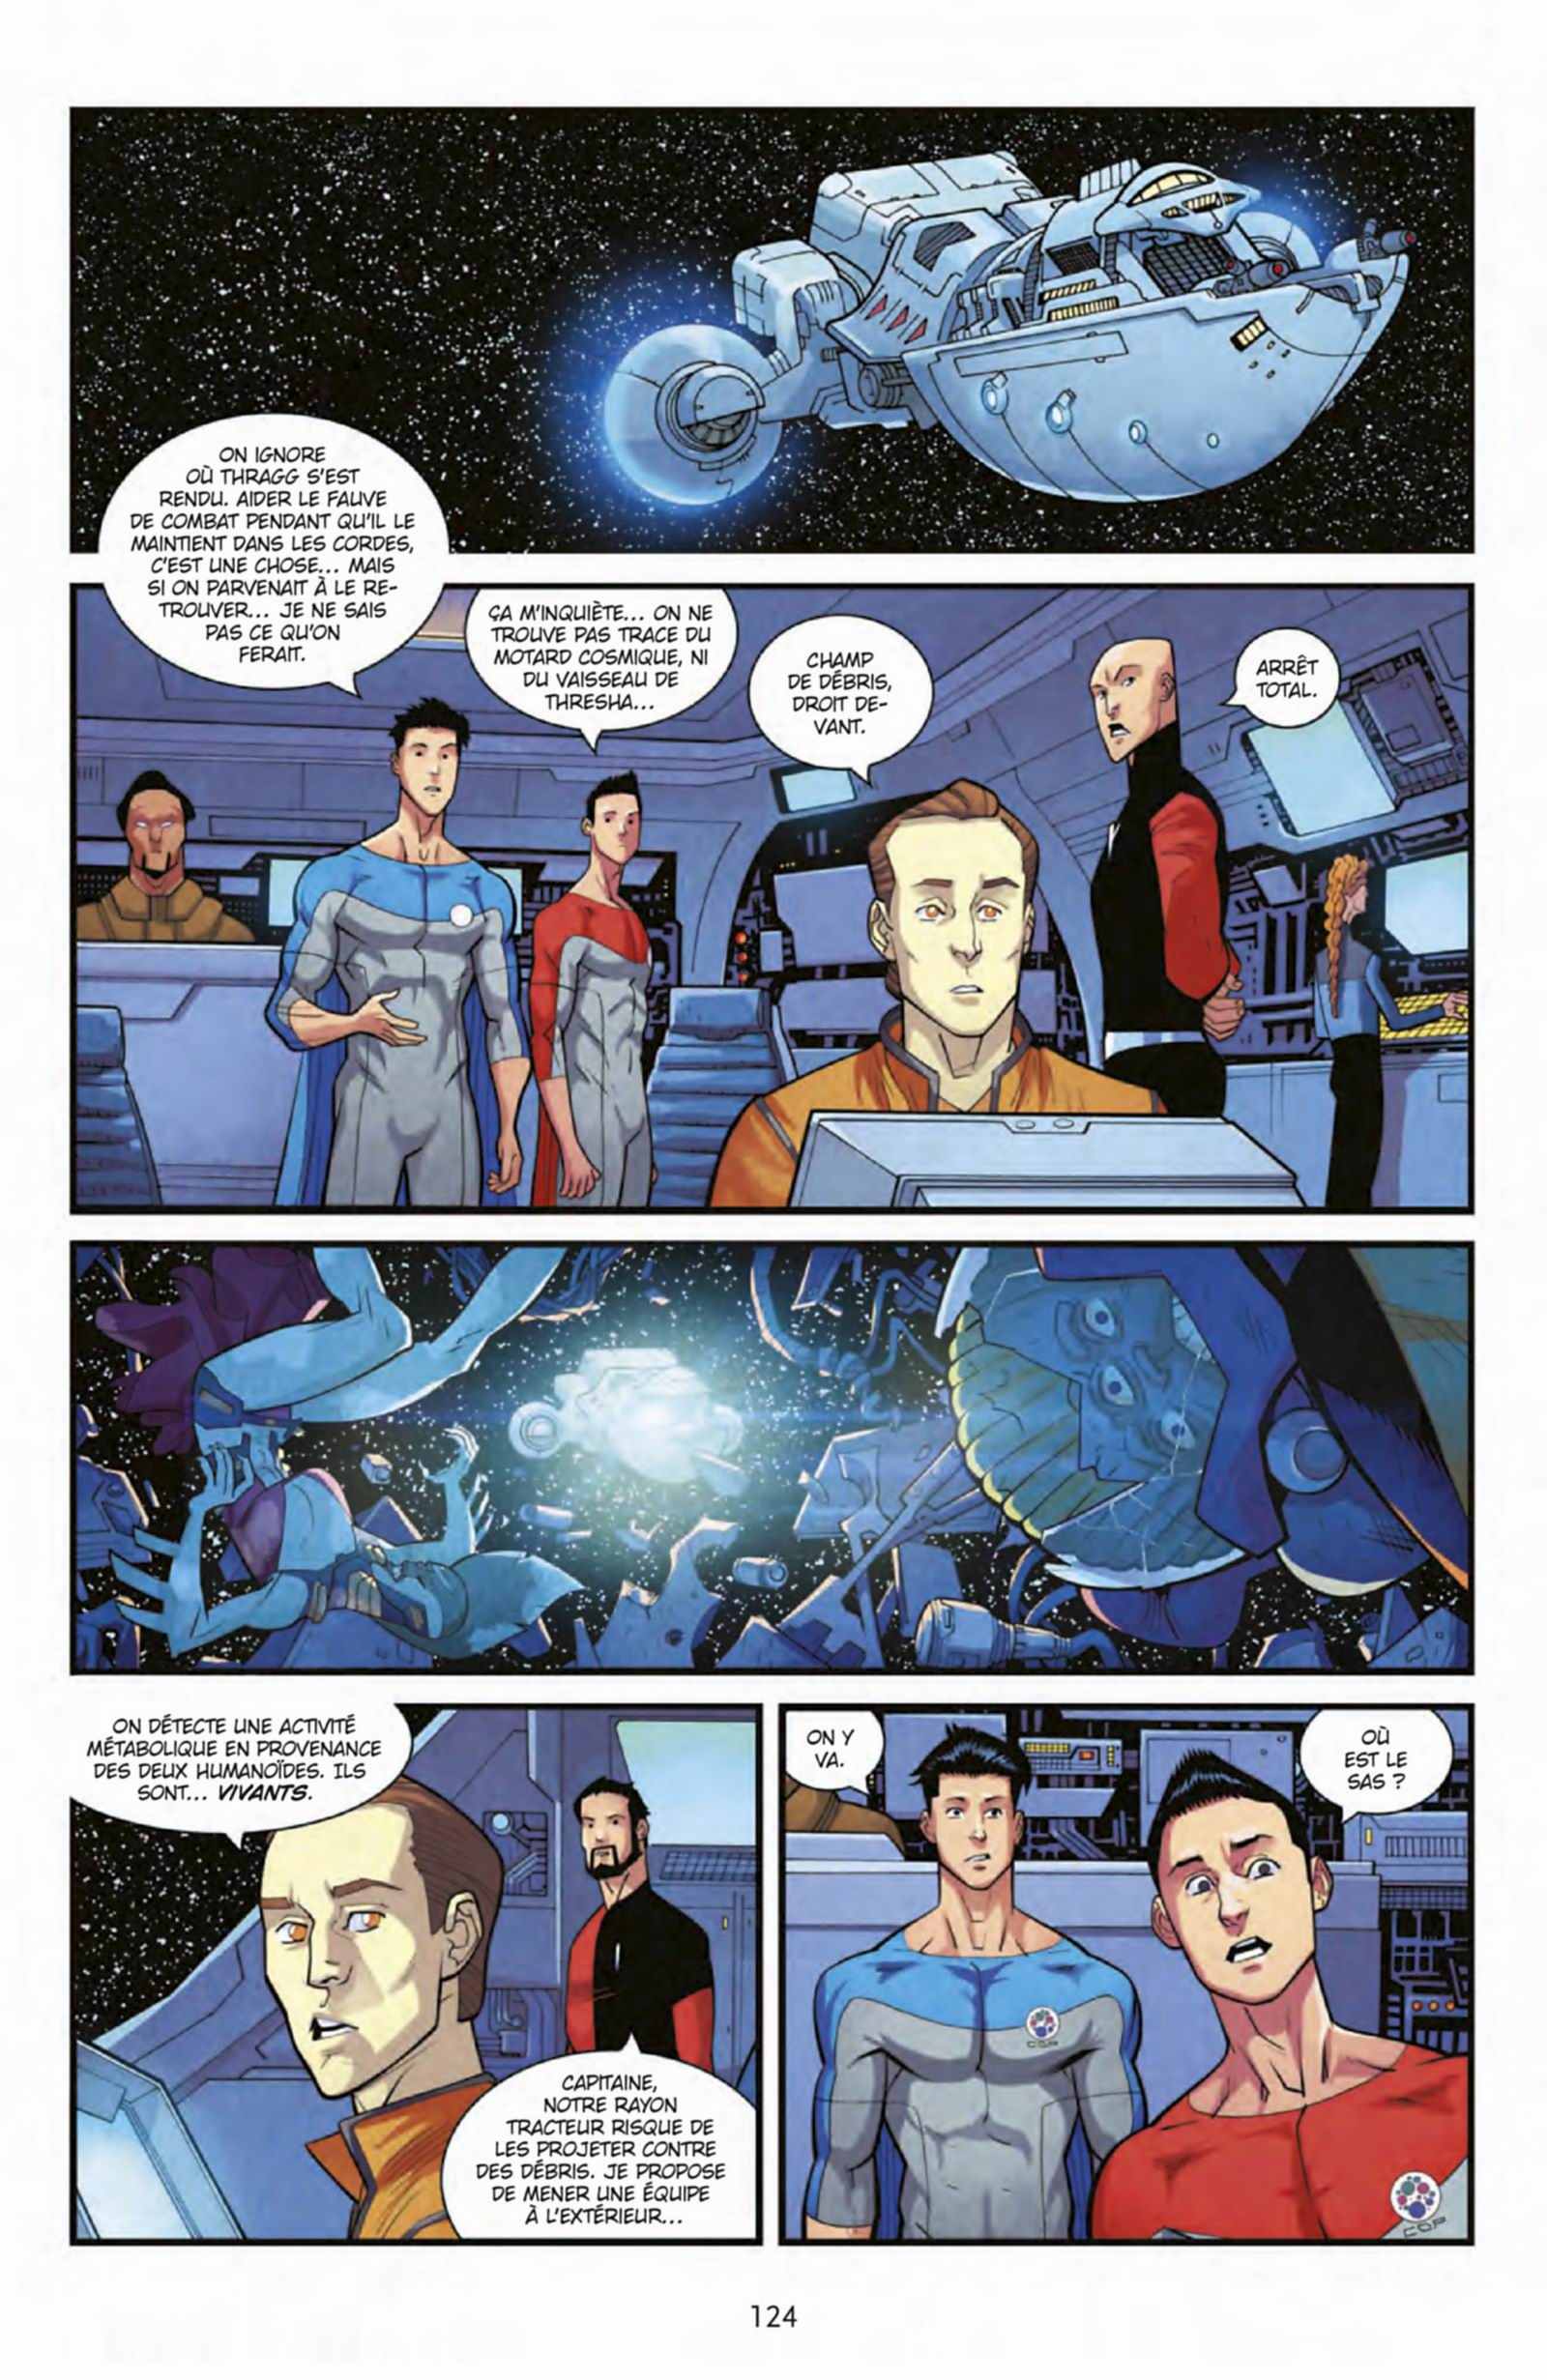 ON IGNORE
OÙ THRAGG S'EST
RENDU. AIDER LE FAUVE
DE COMBAT PENDANT QU'IL LE
MAINTIENT DANS LES CORDES,
C'EST UNE CHOSE... MAIS
SI ON PARVENAIT À LE RE-
TROUVER... JE NE SAIS
PAS CE QU'ON
FERAIT.
ÇA M'INQUIÈTE... ON NE
TROUVE PAS TRACE DU
MOTARD COSMIQUE, NI
DU VAISSEAU DE
THRESHA...
CHAMP
DE DÉBRIS,
DROIT DE-
VANT.
ARRÊT
TOTAL.
ON DÉTECTE UNE ACTIVITÉ
MÉTABOLIQUE EN PROVENANCE
DES DEUX HUMANOÏDES. ILS
SONT... VIVANTS.
CAPITAINE,
NOTRE RAYON
TRACTEUR RISQUE DE
LES PROJETER CONTRE
DES DÉBRIS. JE PROPOSE
DE MENER UNE ÉQUIPE
À L'EXTÉRIEUR...
ON Y
VA.
OÙ
EST LE
SAS ?
CDP
CDP
124